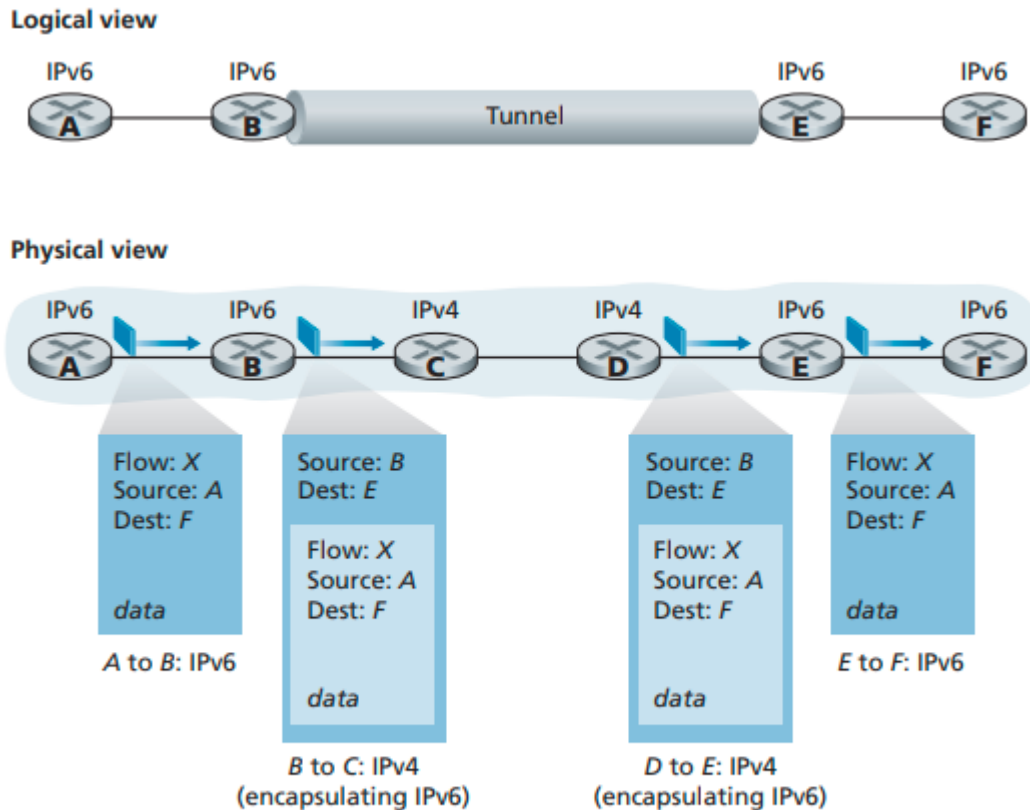 Logical view
IPv6
IPv6
IPv6
IPv6
A
B
Tunnel
E
F
Physical view
IPv6
IPv6
IPv4
IPv4
IPv6
IPv6
A
B
C
D
E
F
Flow: X
Source: A
Dest: F
data
A to B: IPv6
Source: B
Dest: E
Flow: X
Source: A
Dest: F
data
B to C: IPv4
(encapsulating IPv6)
Source: B
Dest: E
Flow: X
Source: A
Dest: F
data
D to E: IPv4
(encapsulating IPv6)
Flow: X
Source: A
Dest: F
data
E to F: IPv6